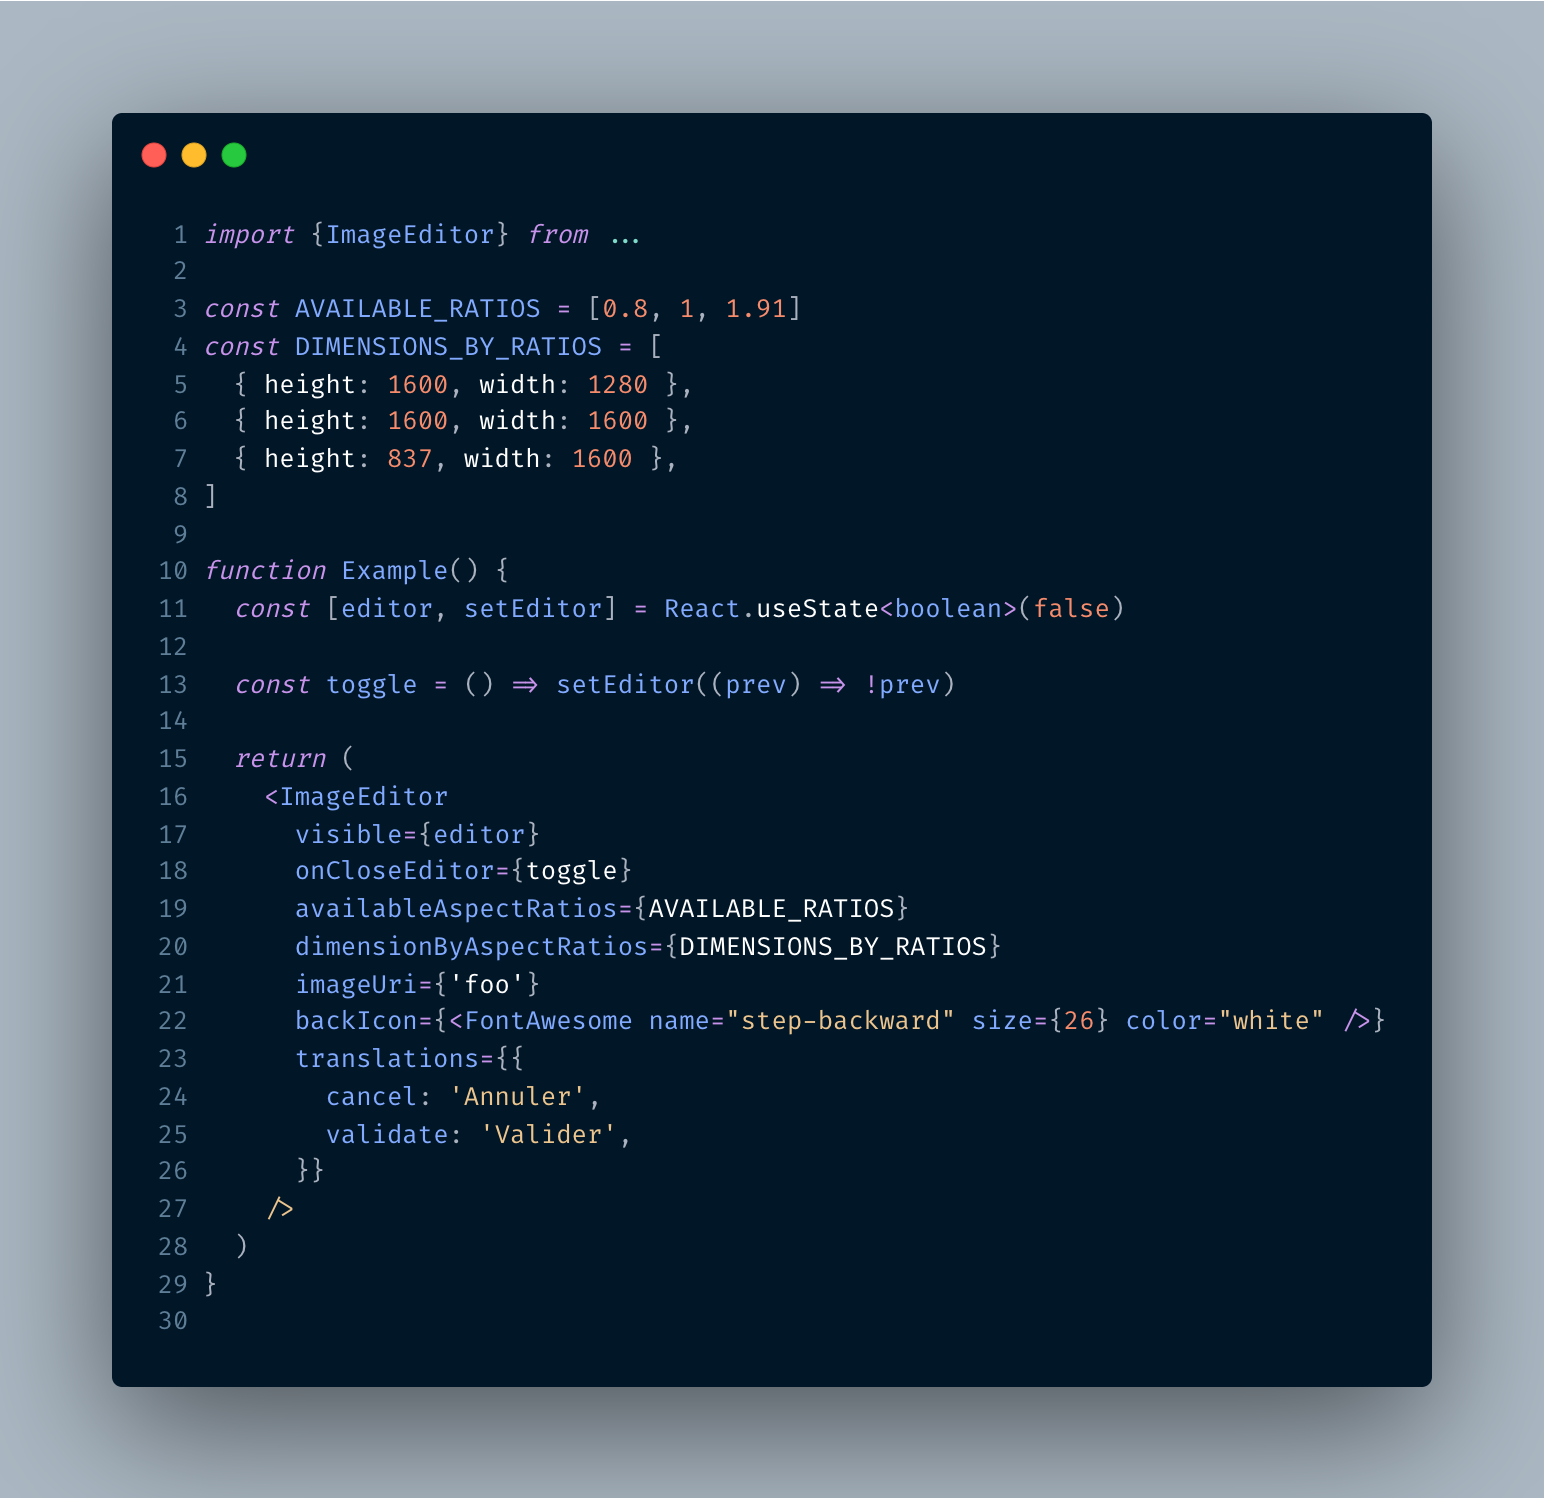 1 import {ImageEditor} from ...
2
3 const AVAILABLE_RATIOS = [0.8, 1, 1.91]
4 const DIMENSIONS_BY_RATIOS = [
5   { height: 1600, width: 1280 },
6   { height: 1600, width: 1600 },
7   { height: 837, width: 1600 },
8 ]
9
10 function Example() {
11   const [editor, setEditor] = React.useState<boolean>(false)
12
13   const toggle = () => setEditor((prev) => !prev)
14
15   return (
16     <ImageEditor
17       visible={editor}
18       onCloseEditor={toggle}
19       availableAspectRatios={AVAILABLE_RATIOS}
20       dimensionByAspectRatios={DIMENSIONS_BY_RATIOS}
21       imageUri={'foo'}
22       backIcon={<FontAwesome name="step-backward" size={26} color="white" />}
23       translations={{
24         cancel: 'Annuler',
25         validate: 'Valider',
26       }}
27     />
28   )
29 }
30